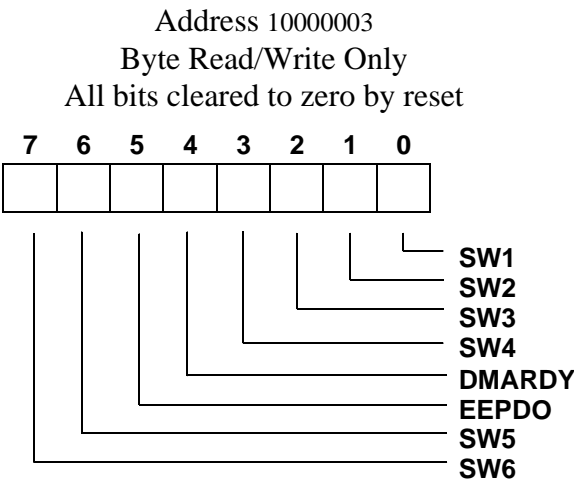 Address 10000003
Byte Read/Write Only
All bits cleared to zero by reset
7 6 5 4 3 2 1 0
SW1
SW2
SW3
SW4
DMARDY
EEPDO
SW5
SW6